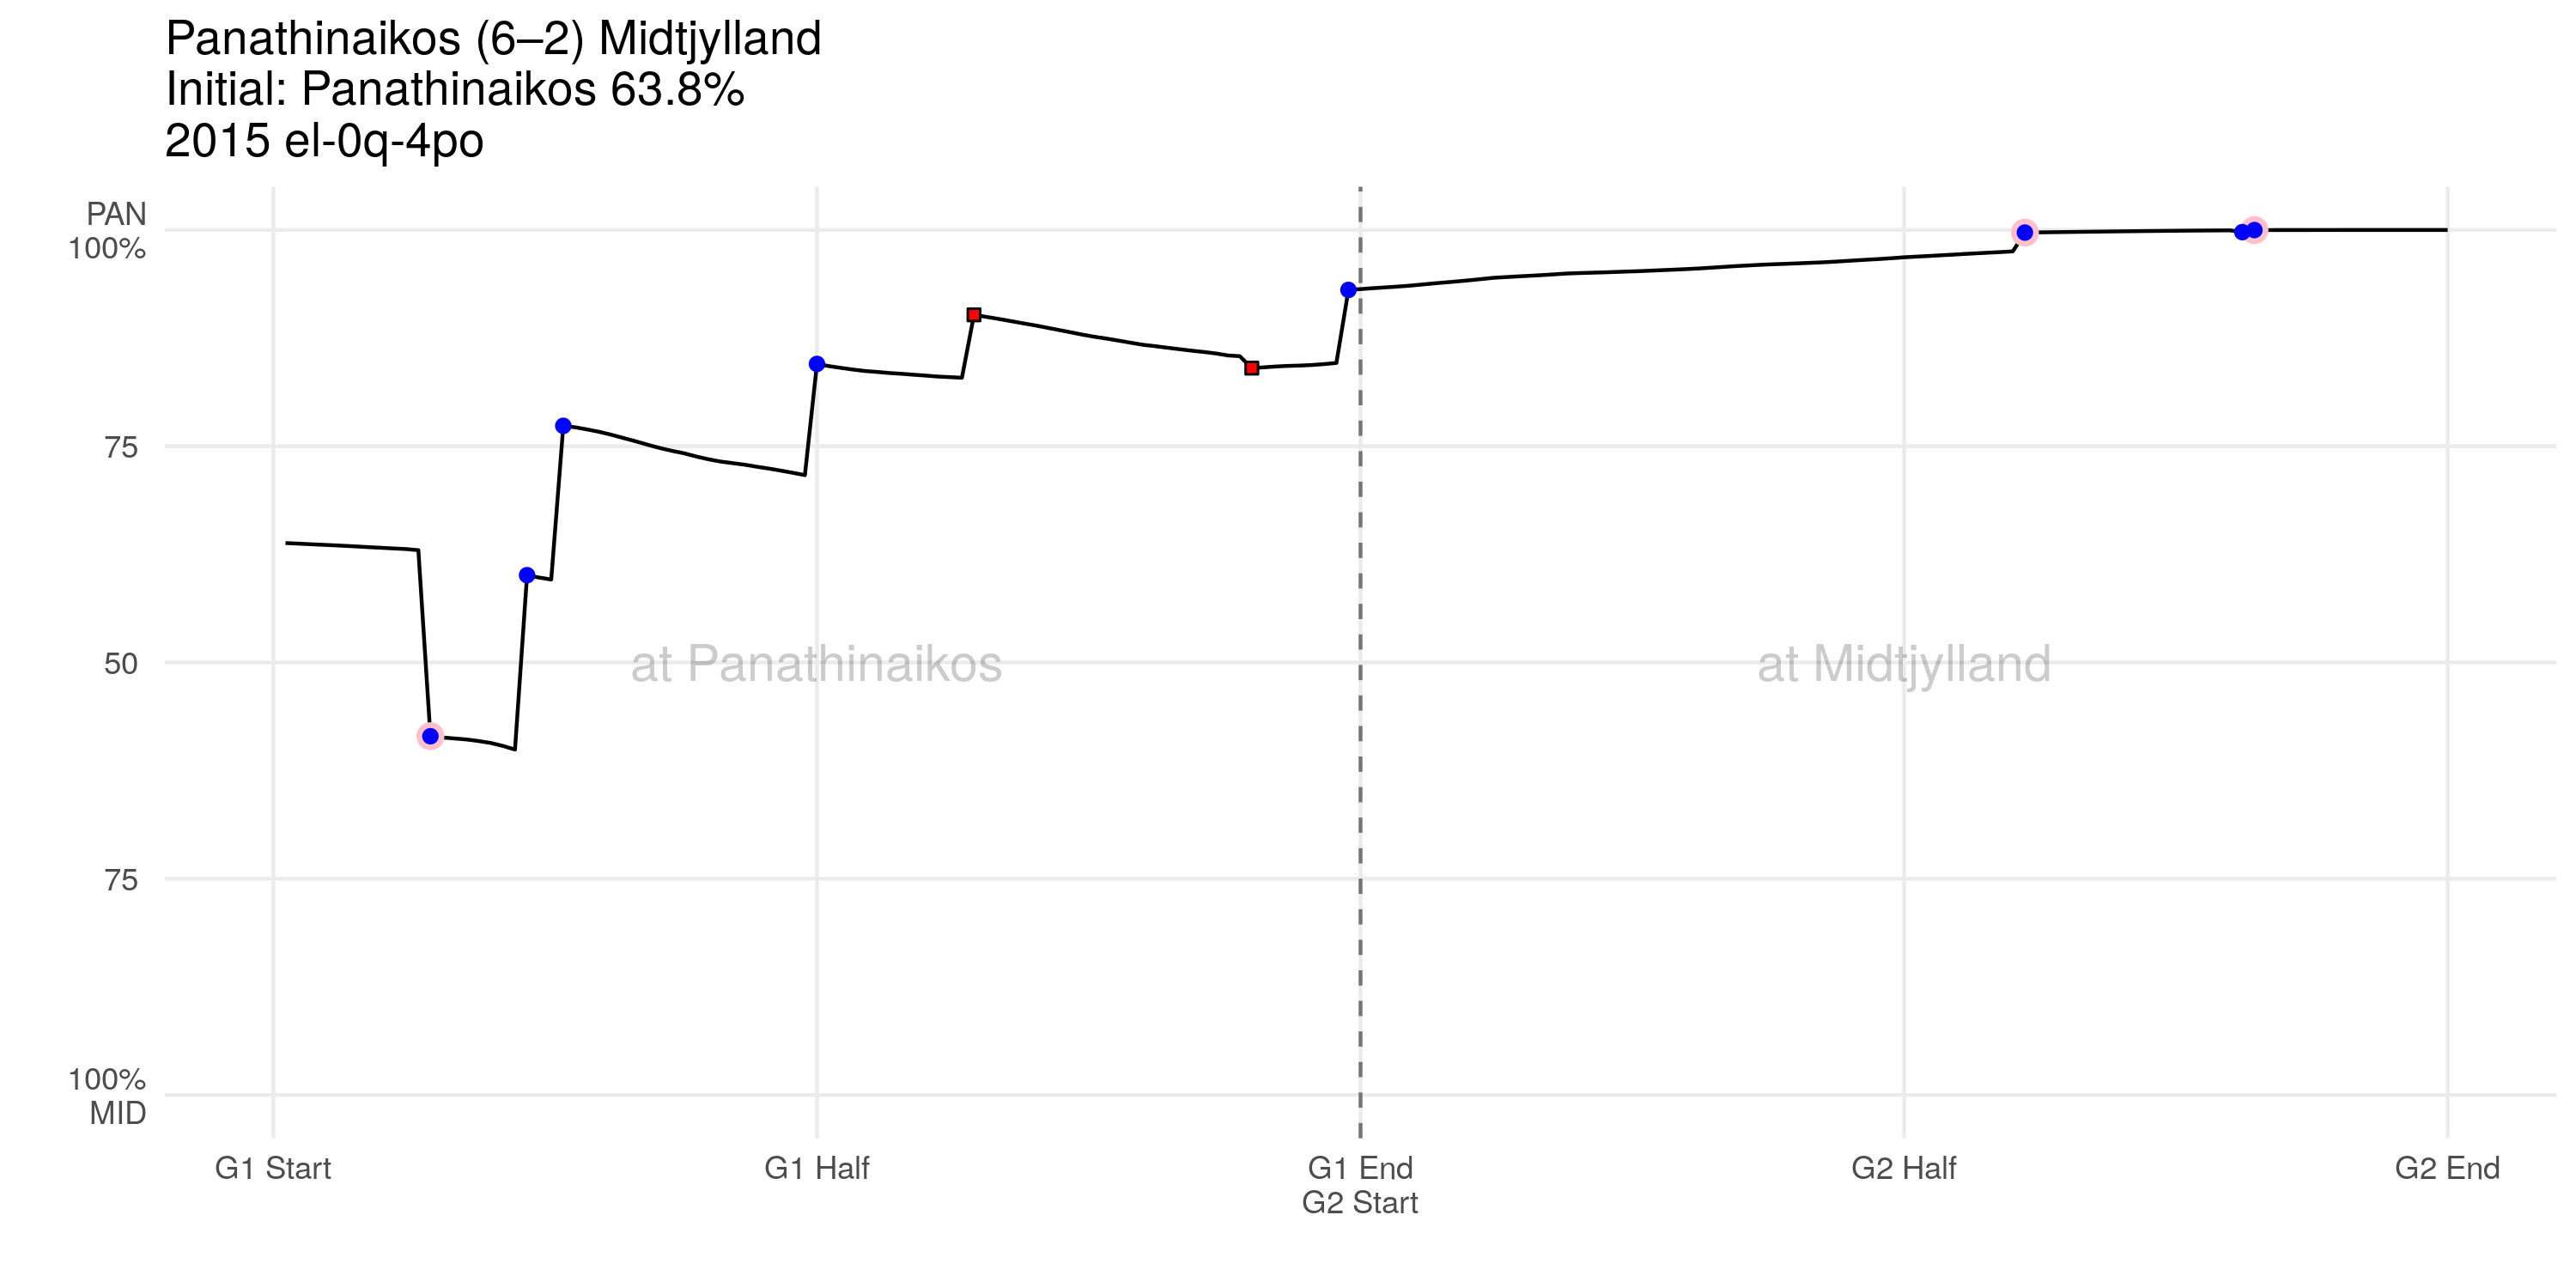 Panathinaikos (6–2) Midtjylland
Initial: Panathinaikos 63.8%
2015 el-0q-4po
PAN
100%
75
50
75
100%
MID
at Panathinaikos
at Midtjylland
G1 Start
G1 Half
G1 End
G2 Start
G2 Half
G2 End